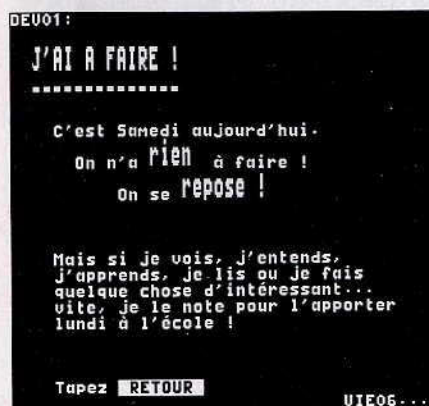 DEVO1:
J'AI A FAIRE !
C'est Samedi aujourd'hui.
On n'a rien à faire !
On se repose !
Mais si je vois, j'entends,
j'apprends, je lis ou je fais
quelque chose d'intéressant...
vite, je le note pour l'apporter
lundi à l'école !
Tapez RETOUR
VIE06...